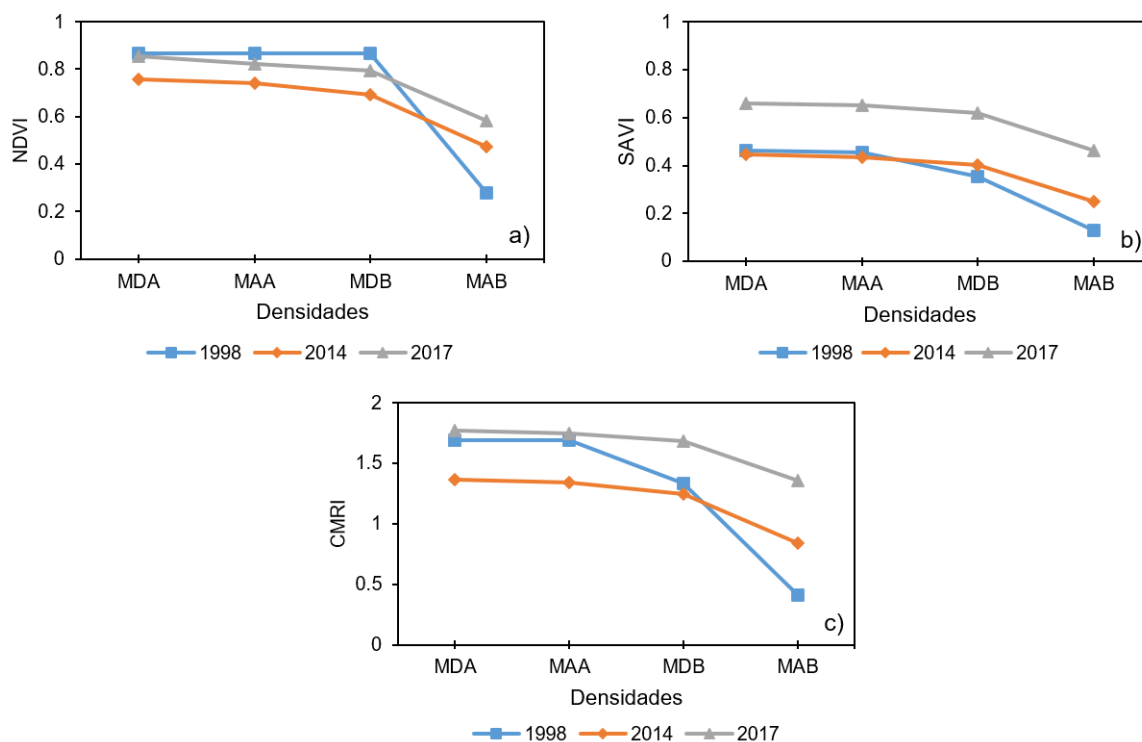 1
0.8
0.6
0.4
0.2
0
NDVI
MDA MAA MDB MAB
Densidades
a)
1998 2014 2017
1
0.8
0.6
0.4
0.2
0
SAVI
MDA MAA MDB MAB
Densidades
b)
1998 2014 2017
2
1.5
1
0.5
0
CMRI
MDA MAA MDB MAB
Densidades
c)
1998 2014 2017